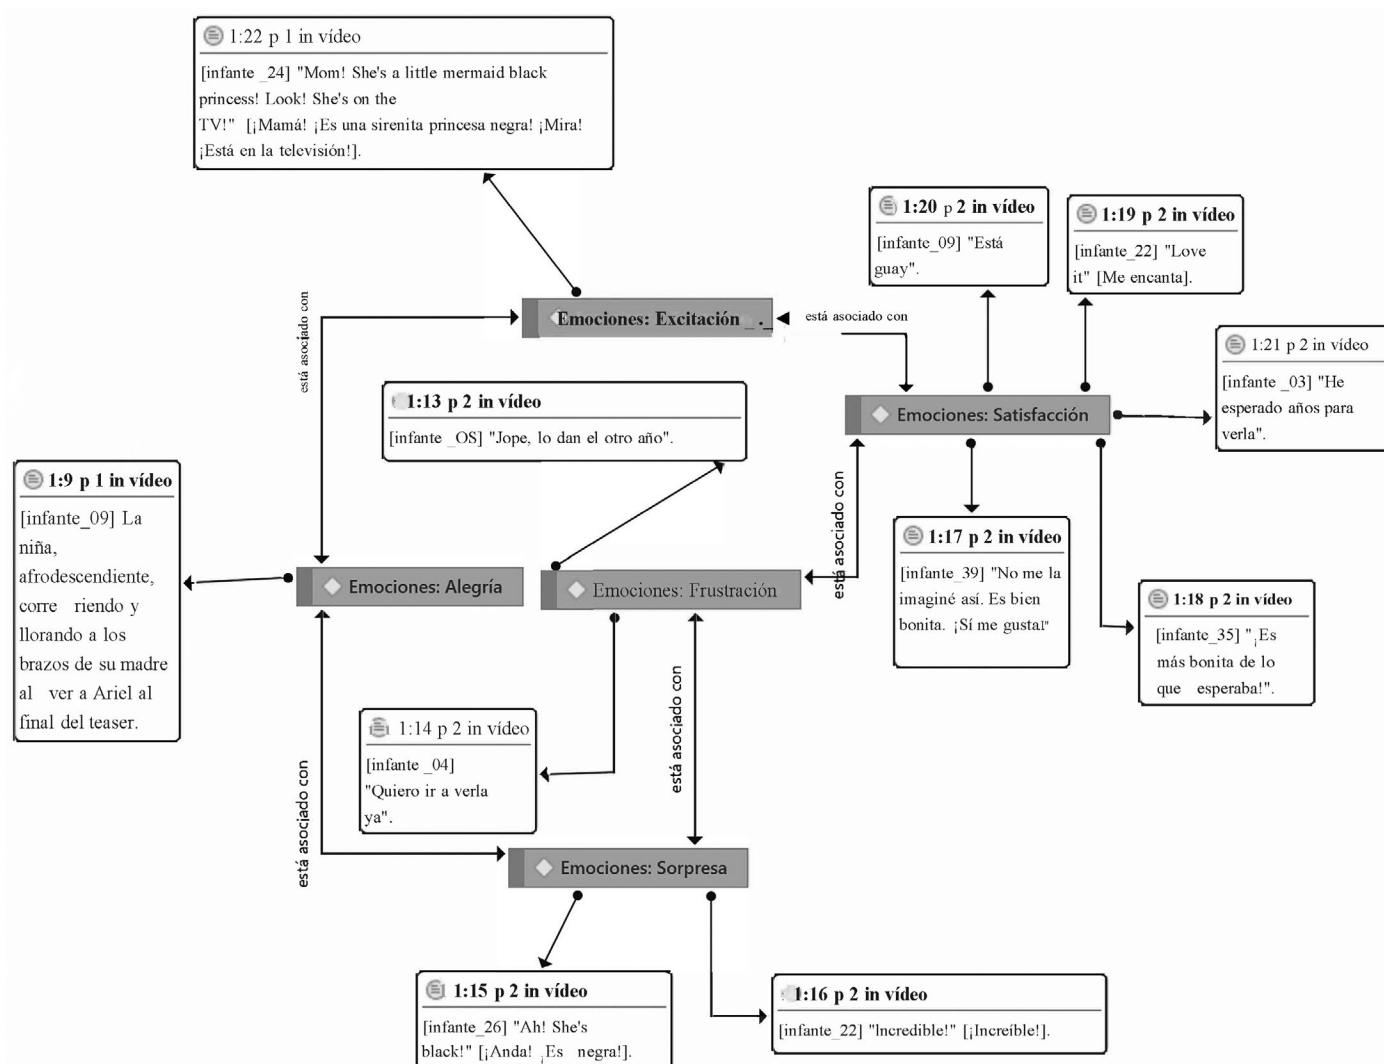 1:22 p 1 in vídeo
[infante _24] "Mom! She's a little mermaid black
princess! Look! She's on the
TV!" [¡Mamá! ¡Es una sirenita princesa negra! ¡Mira!
¡Está en la televisión!].
1:20 p 2 in vídeo
[infante_09] "Está
guay".
1:19 p 2 in vídeo
[infante_22] "Love
it" [Me encanta].
está asociado con
Emociones: Excitación _ ._
está asociado con
1:21 p 2 in vídeo
[infante _03] "He
esperado años para
verla".
1:13 p 2 in vídeo
[infante _OS] "Jope, lo dan el otro año".
Emociones: Satisfacción
1:9 p 1 in vídeo
[infante_09] La
niña,
afrodescendiente,
corre riendo y
llorando a los
brazos de su madre
al ver a Ariel al
final del teaser.
está asociado con
1:17 p 2 in vídeo
[infante_39] "No me la
imaginé así. Es bien
bonita. ¡Sí me gustaI"
Emociones: Alegría
Emociones: Frustración
1:18 p 2 in vídeo
[infante_35] "¡Es
más bonita de lo
que esperaba!".
está asociado con
1:14 p 2 in vídeo
[infante _04]
"Quiero ir a verla
ya".
está asociado con
Emociones: Sorpresa
1:15 p 2 in vídeo
[infante_26] "Ah! She's
black!" [¡Anda! ¡Es negra!].
1:16 p 2 in vídeo
[infante_22] "lncredible!" [¡Increíble!].